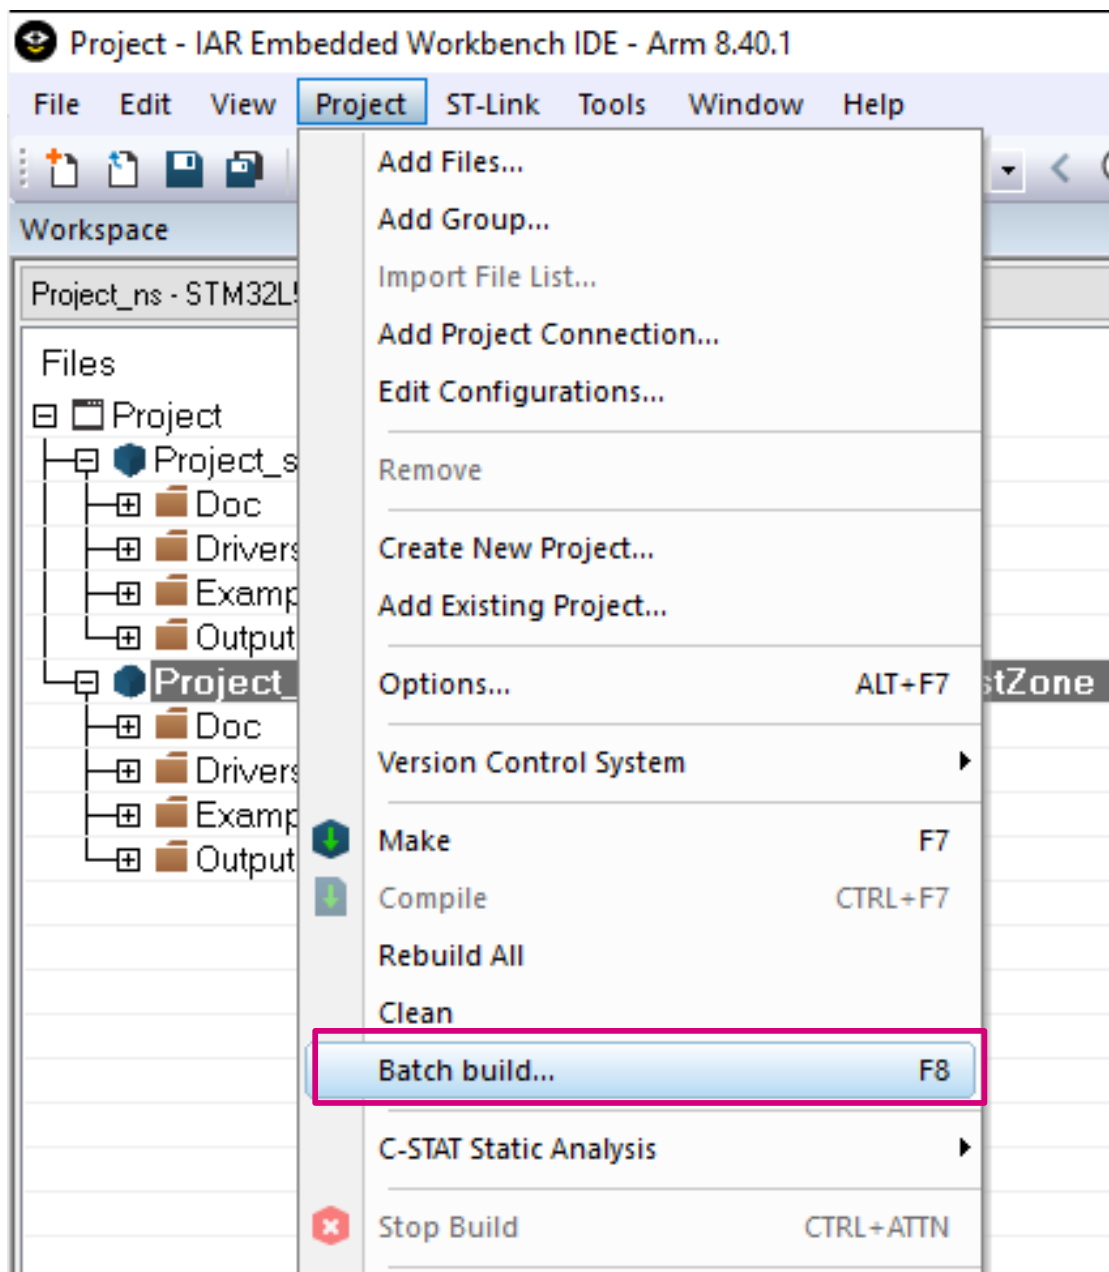 Project - IAR Embedded Workbench IDE - Arm 8.40.1
File Edit View Project ST-Link Tools Window Help
Add Files...
Add Group...
Import File List...
Add Project Connection...
Edit Configurations...
Remove
Create New Project...
Add Existing Project...
Options... ALT+F7
Version Control System
Make F7
Compile CTRL+F7
Rebuild All
Clean
Batch build... F8
C-STAT Static Analysis
Stop Build CTRL+ATTN
Workspace
Project_ns - STM32L
Files
Project
Project_s
Doc
Drivers
Examp
Output
Project_ stZone
Doc
Drivers
Examp
Output